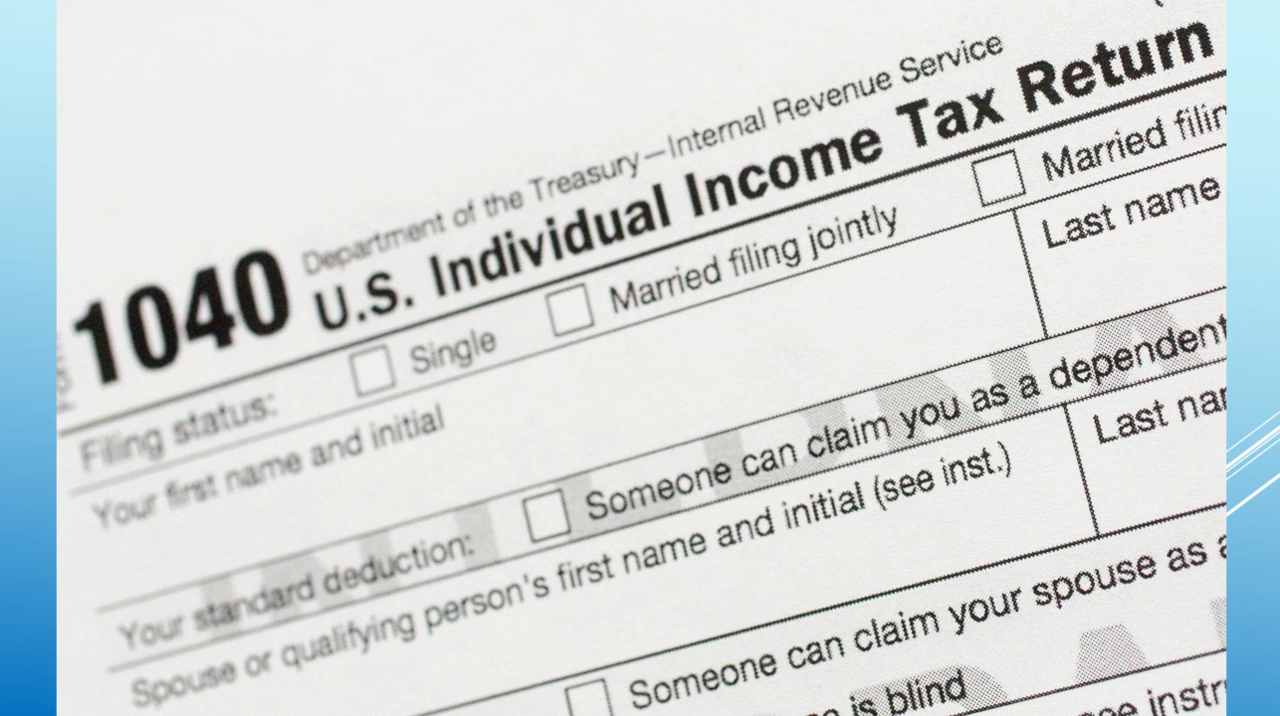 Department of the Treasury—Internal Revenue Service
1040 U.S. Individual Income Tax Return
Filing status: Single Married filing jointly Married
Your first name and initial Last name
Your standard deduction: Someone can claim you as a dependent
Spouse or qualifying person's first name and initial (see inst.) Last
Someone can claim your spouse as a
is blind